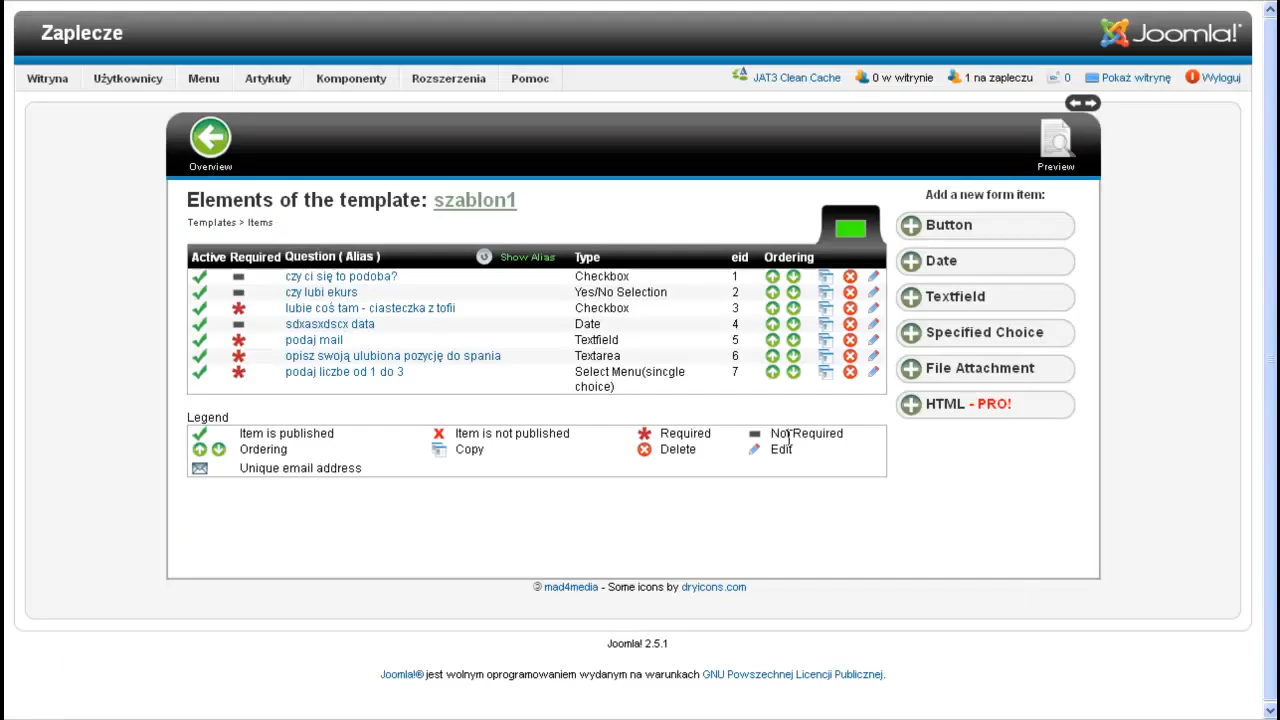 Zaplecze
Joomla!
Witryna Użytkownicy Menu Artykuły Komponenty Rozszerzenia Pomoc JAT3 Clean Cache 0 w witrynie 1 na zapleczu 0 Pokaż witrynę Wyloguj
Overview Preview
Elements of the template: szablon1
Templates > Items
Add a new form item:
Button
Date
Textfield
Specified Choice
File Attachment
HTML - PRO!
Active Required Question ( Alias ) Show Alias Type eid Ordering
czy ci się to podoba? Checkbox 1
czy lubi ekurs Yes/No Selection 2
lubie coś tam - ciasteczka z tofii Checkbox 3
sdxasxdscx data Date 4
podaj mail Textfield 5
opisz swoją ulubiona pozycję do spania Textarea 6
podaj liczbe od 1 do 3 Select Menu(sincgle 7
choice)
Legend
Item is published Item is not published Required Not Required
Ordering Copy Delete Edit
Unique email address
© mad4media - Some icons by dryicons.com
Joomla! 2.5.1
Joomla!® jest wolnym oprogramowaniem wydanym na warunkach GNU Powszechnej Licencji Publicznej.